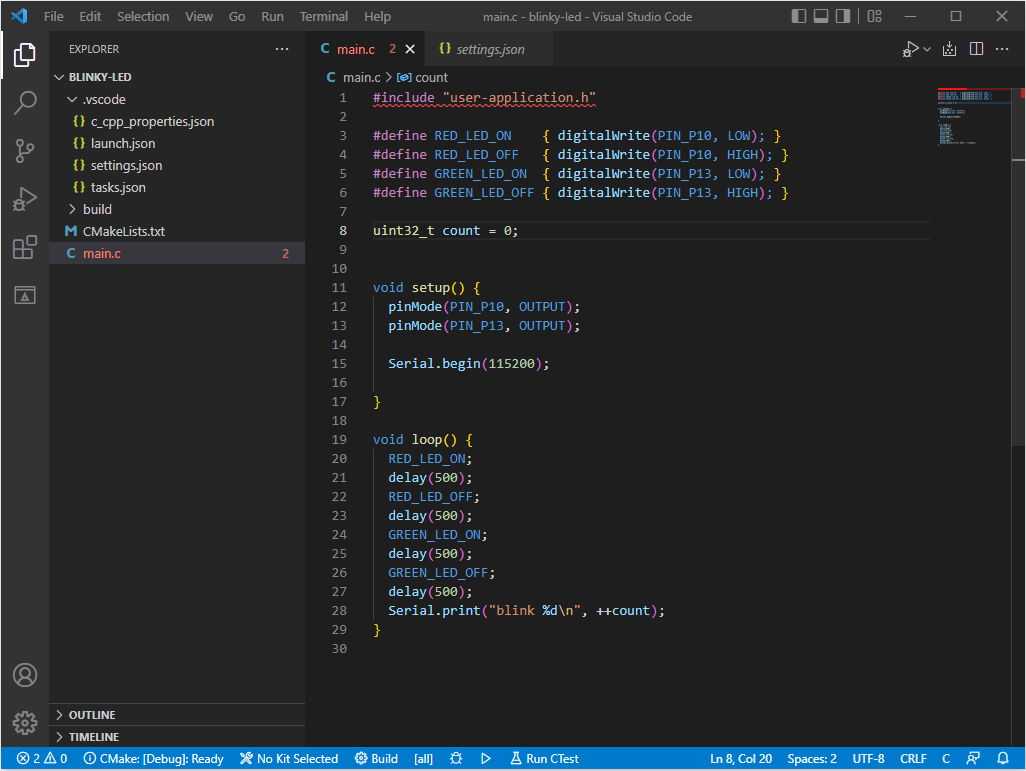 File Edit Selection View Go Run Terminal Help main.c - blinky-led - Visual Studio Code
EXPLORER ···
C main.c 2 {} settings.json
BLINKY-LED
C main.c > count
.vscode
{} c_cpp_properties.json
{} launch.json
{} settings.json
{} tasks.json
build
M CMakeLists.txt
C main.c 2
1 #include "user-application.h"
2
3 #define RED_LED_ON    { digitalWrite(PIN_P10, LOW); }
4 #define RED_LED_OFF   { digitalWrite(PIN_P10, HIGH); }
5 #define GREEN_LED_ON  { digitalWrite(PIN_P13, LOW); }
6 #define GREEN_LED_OFF { digitalWrite(PIN_P13, HIGH); }
7
8 uint32_t count = 0;
9
10
11 void setup() {
12   pinMode(PIN_P10, OUTPUT);
13   pinMode(PIN_P13, OUTPUT);
14
15   Serial.begin(115200);
16
17 }
18
19 void loop() {
20   RED_LED_ON;
21   delay(500);
22   RED_LED_OFF;
23   delay(500);
24   GREEN_LED_ON;
25   delay(500);
26   GREEN_LED_OFF;
27   delay(500);
28   Serial.print("blink %d\n", ++count);
29 }
30
OUTLINE
TIMELINE
2 0 CMake: [Debug]: Ready No Kit Selected Build [all] Run CTest Ln 8, Col 20 Spaces: 2 UTF-8 CRLF C